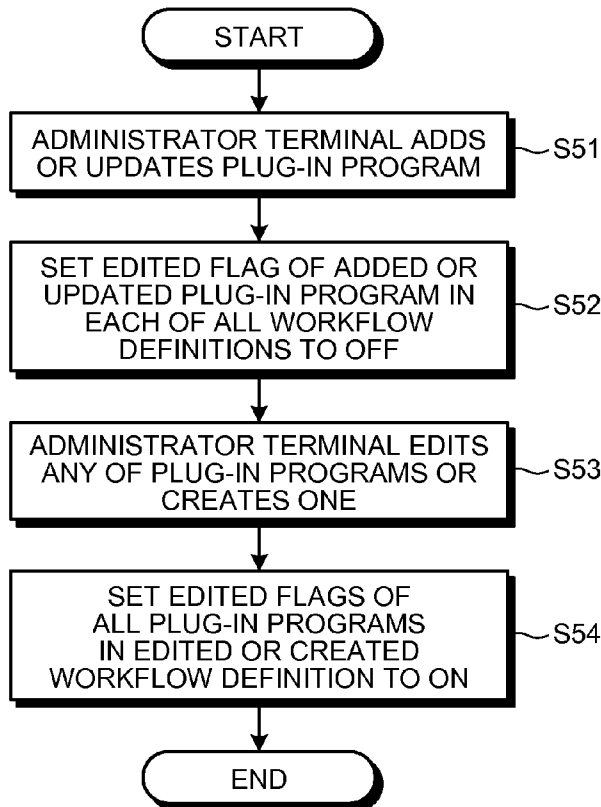 START
ADMINISTRATOR TERMINAL ADDS
OR UPDATES PLUG-IN PROGRAM
S51
SET EDITED FLAG OF ADDED OR
UPDATED PLUG-IN PROGRAM IN
EACH OF ALL WORKFLOW
DEFINITIONS TO OFF
S52
ADMINISTRATOR TERMINAL EDITS
ANY OF PLUG-IN PROGRAMS OR
CREATES ONE
S53
SET EDITED FLAGS OF
ALL PLUG-IN PROGRAMS
IN EDITED OR CREATED
WORKFLOW DEFINITION TO ON
S54
END